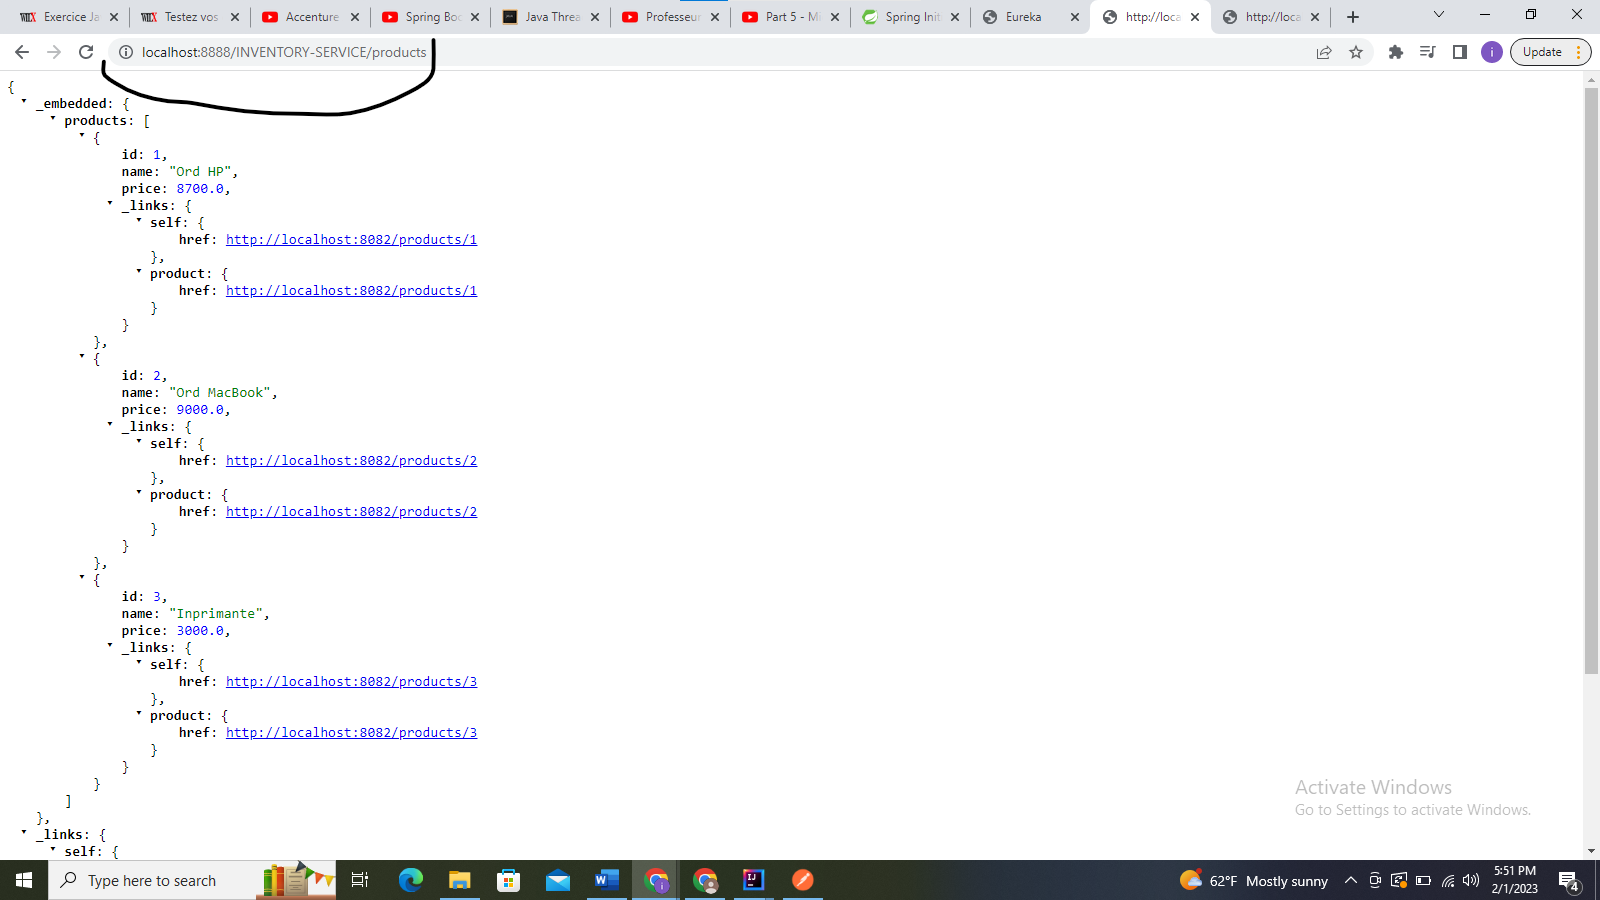 Exercice Ja
Testez vos
Accenture
Spring Boo
Java Threa
Professeur
Part 5 - Mi
Spring Init
Eureka
http://loca
http://loca
localhost:8888/INVENTORY-SERVICE/products
i
Update
{
_embedded: {
products: [
{
id: 1,
name: "Ord HP",
price: 8700.0,
_links: {
self: {
href: http://localhost:8082/products/1
},
product: {
href: http://localhost:8082/products/1
}
}
},
{
id: 2,
name: "Ord MacBook",
price: 9000.0,
_links: {
self: {
href: http://localhost:8082/products/2
},
product: {
href: http://localhost:8082/products/2
}
}
},
{
id: 3,
name: "Inprimante",
price: 3000.0,
_links: {
self: {
href: http://localhost:8082/products/3
},
product: {
href: http://localhost:8082/products/3
}
}
}
]
},
_links: {
self: {
Activate Windows
Go to Settings to activate Windows.
Type here to search
62°F Mostly sunny
5:51 PM
2/1/2023
4